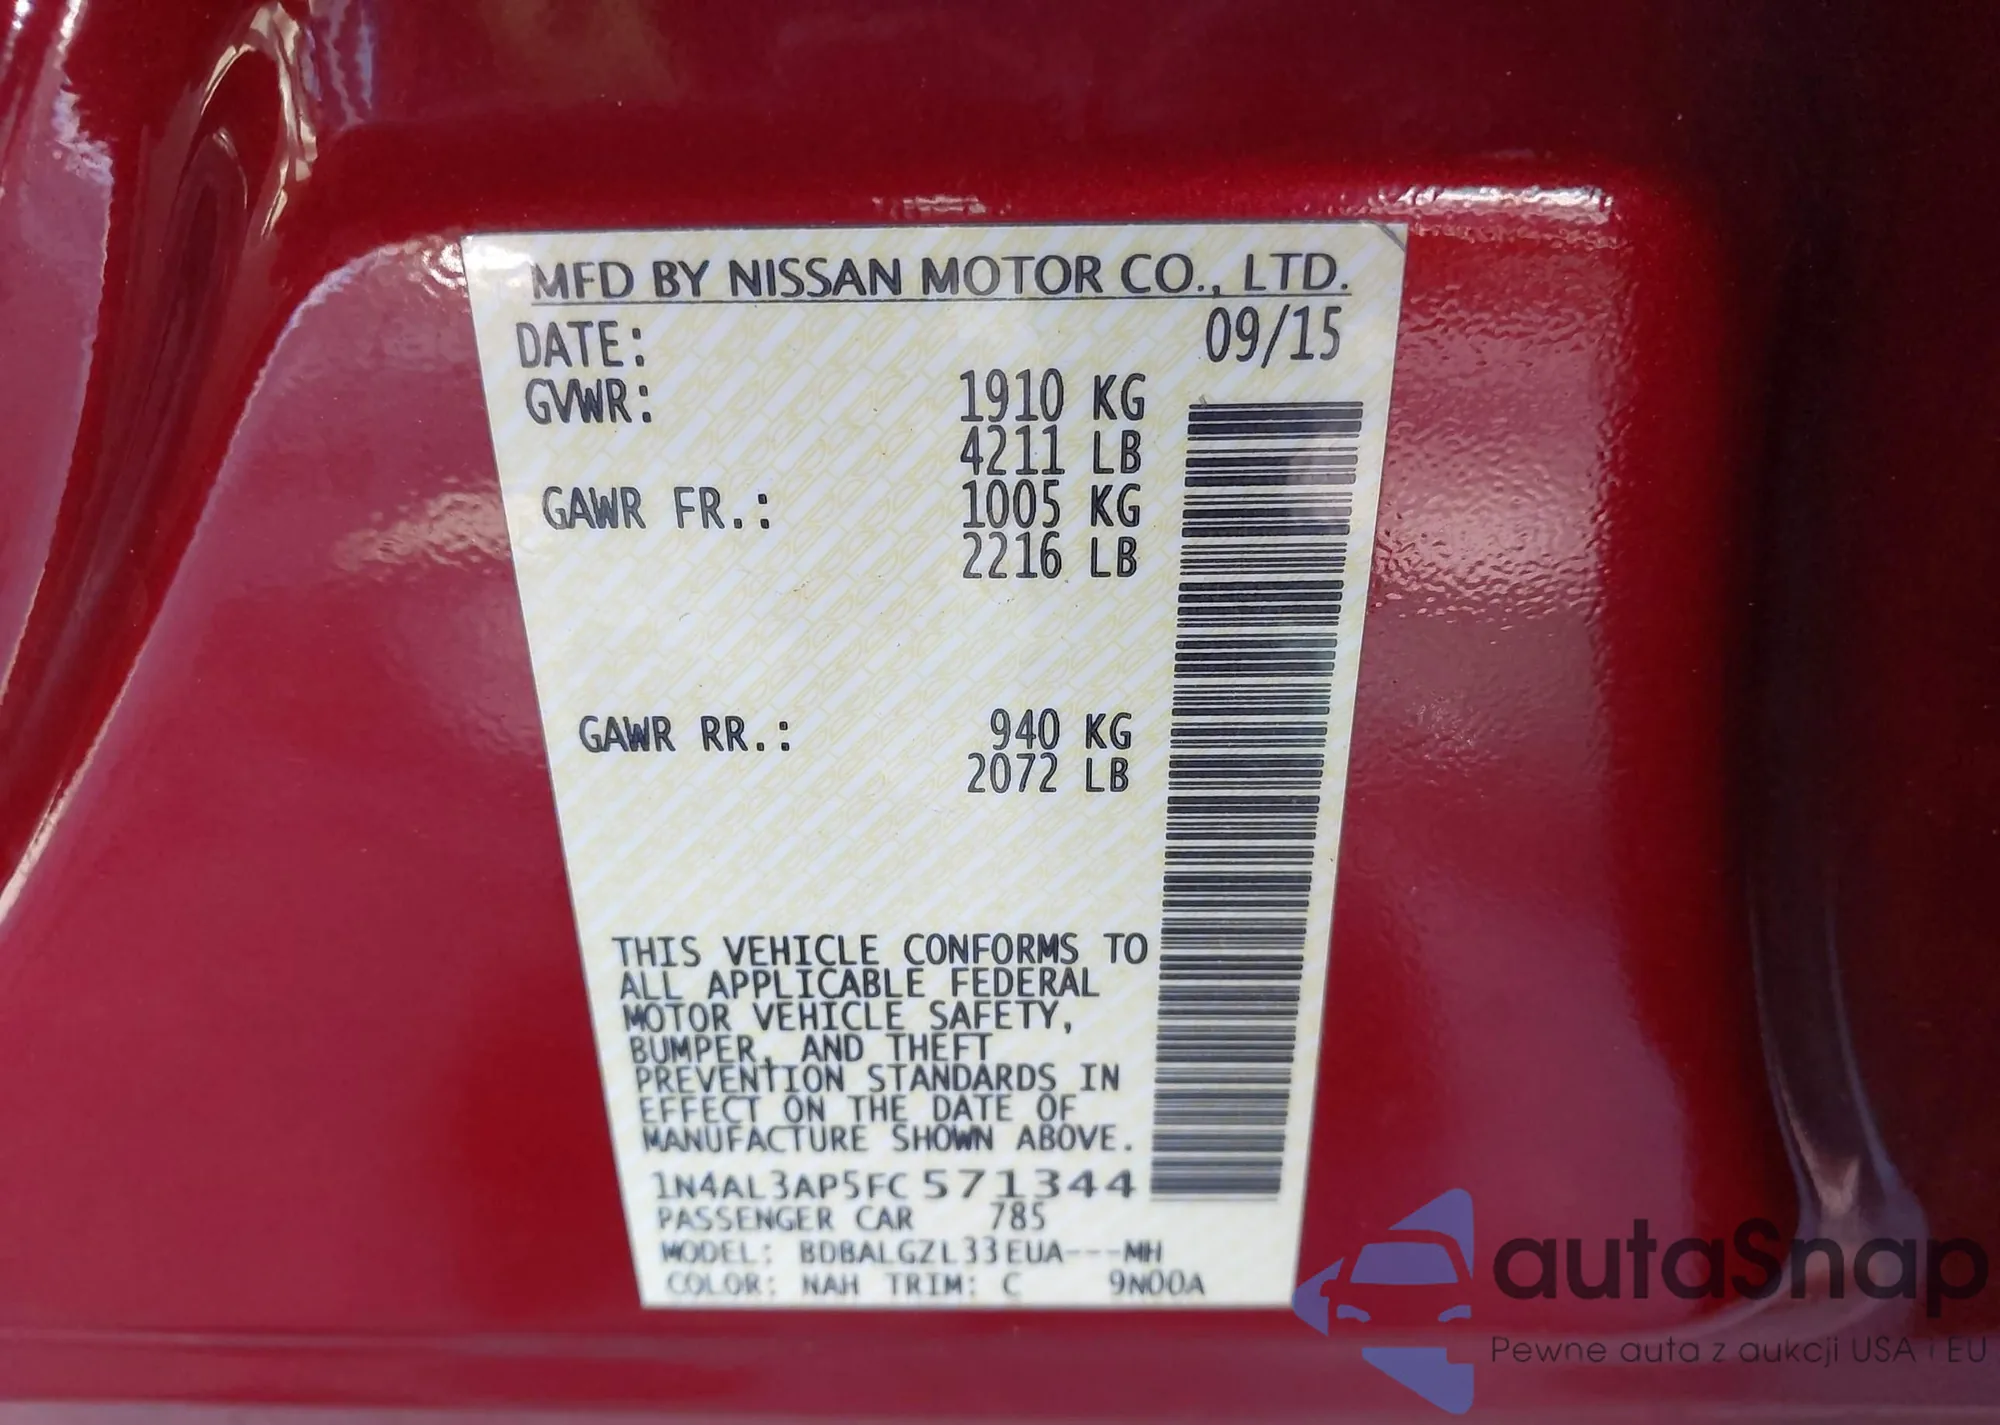 MFD BY NISSAN MOTOR CO., LTD.
DATE: 09/15
GVWR: 1910 KG
4211 LB
GAWR FR.: 1005 KG
2216 LB
GAWR RR.: 940 KG
2072 LB
THIS VEHICLE CONFORMS TO
ALL APPLICABLE FEDERAL
MOTOR VEHICLE SAFETY,
BUMPER, AND THEFT
PREVENTION STANDARDS IN
EFFECT ON THE DATE OF
MANUFACTURE SHOWN ABOVE.
1N4AL3AP5FC571344
PASSENGER CAR 785
MODEL: BDBALGZL33EUA---MH
COLOR: NAH TRIM: C 9N00A
autaSnap
Pewne auta z aukcji USA i EU